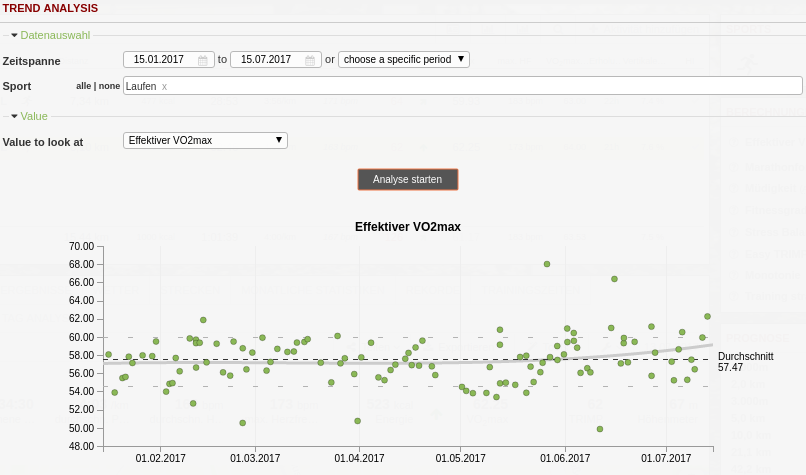 TREND ANALYSIS
Datenauswahl
Zeitspanne 15.01.2017 to 15.07.2017 or choose a specific period
Sport alle | none Laufen x
Value
Value to look at Effektiver VO2max
Analyse starten
Effektiver VO2max
70.00
68.00
66.00
64.00
62.00
60.00
58.00
56.00
54.00
52.00
50.00
48.00
Durchschnitt
57.47
01.02.2017 01.03.2017 01.04.2017 01.05.2017 01.06.2017 01.07.2017